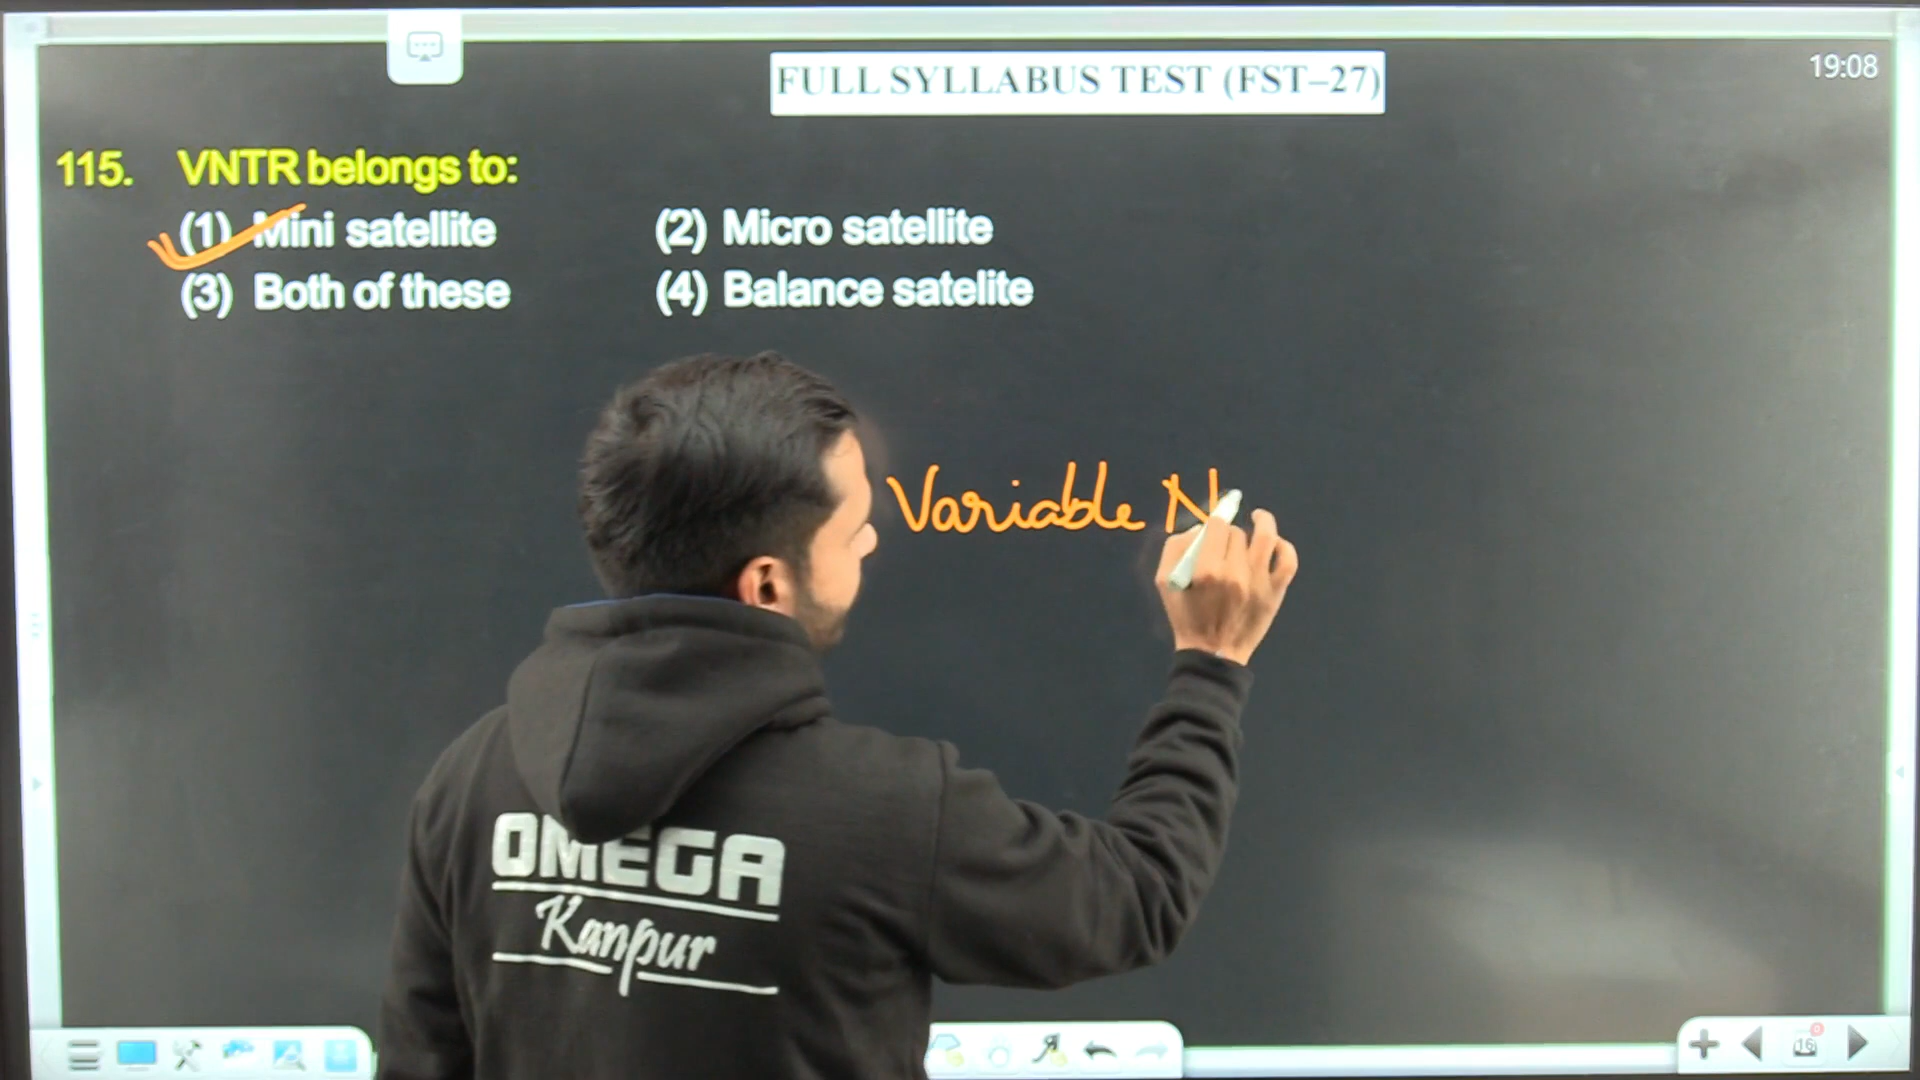 FULL SYLLABUS TEST (FST–27)
19:08
115. VNTR belongs to:
(1) Mini satellite (2) Micro satellite
(3) Both of these (4) Balance satelite
Variable N
OMEGA
Kanpur
16